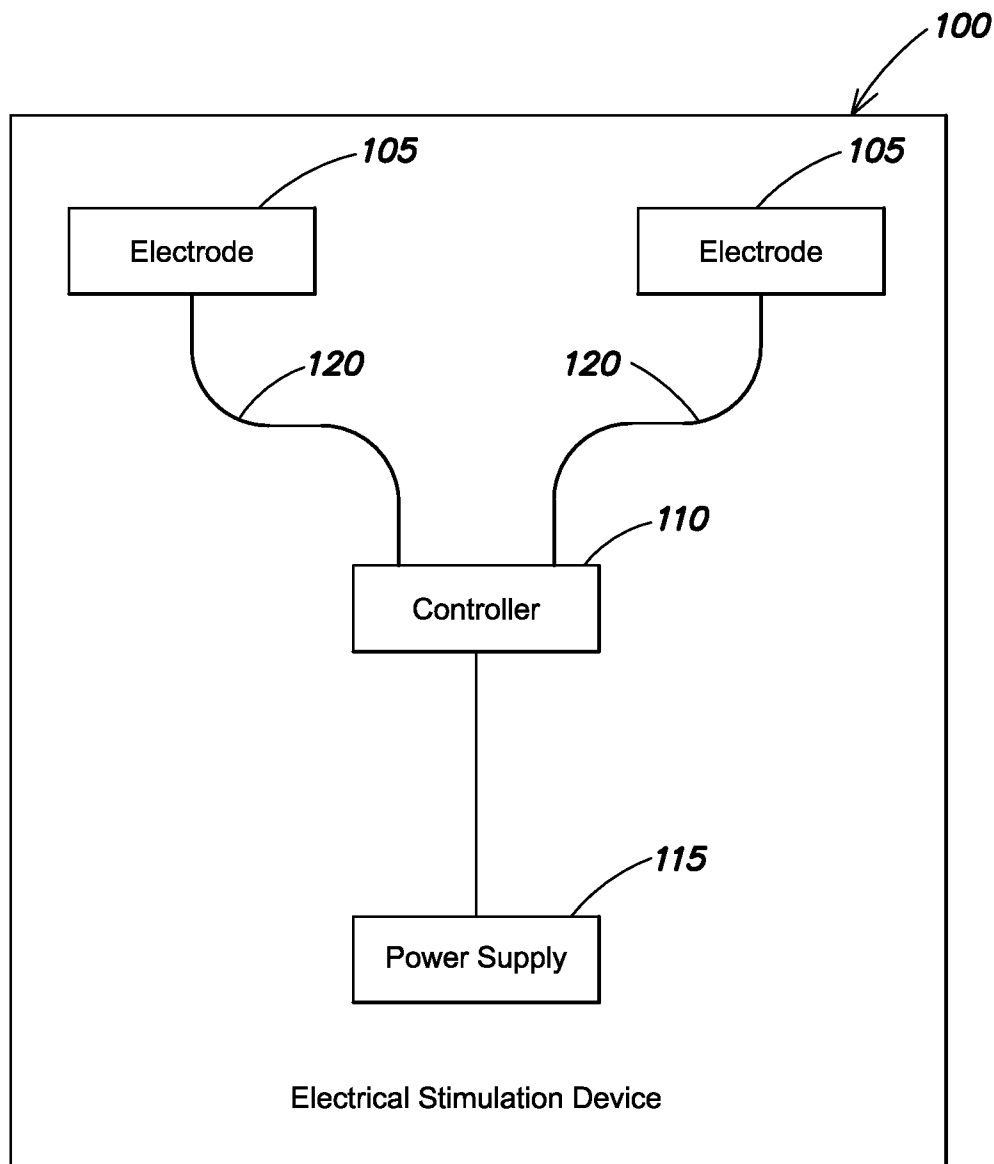 100
105 105
Electrode Electrode
120 120
110
Controller
115
Power Supply
Electrical Stimulation Device